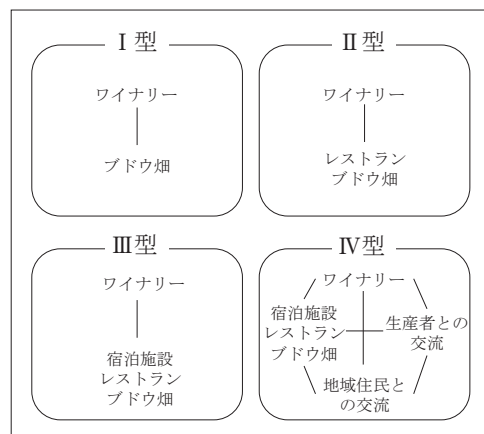 Ⅰ型
ワイナリー
ブドウ畑
Ⅱ型
ワイナリー
レストラン
ブドウ畑
Ⅲ型
ワイナリー
宿泊施設
レストラン
ブドウ畑
Ⅳ型
ワイナリー
宿泊施設
レストラン
ブドウ畑
生産者との
交流
地域住民と
の交流